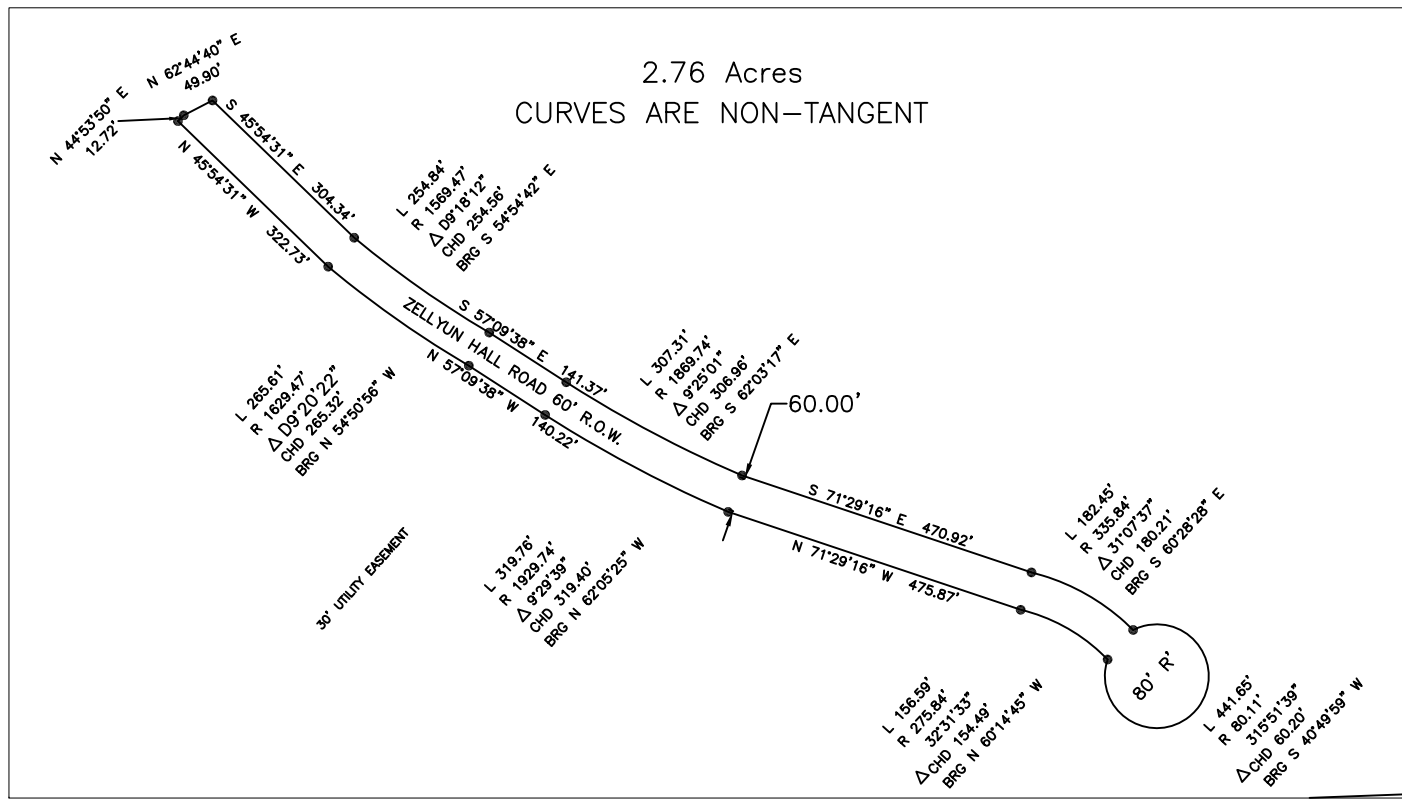 2.76 Acres
CURVES ARE NON-TANGENT
N 62°44'40" E
49.90'
N 44°53'50" E
12.72'
S 45°54'31" E 304.34'
N 45°54'31" W 322.73'
L 254.84'
R 1569.47'
Δ D9°18'12"
CHD 254.56'
BRG S 54°54'42" E
S 57°09'38" E 141.37'
ZELLYUN HALL ROAD 60' R.O.W.
N 57°09'38" W 140.22'
L 265.61'
R 1629.47'
Δ D9°20'22"
CHD 265.32'
BRG N 54°50'56" W
L 307.31'
R 1869.74'
Δ 9°25'01"
CHD 306.96'
BRG S 62°03'17" E
60.00'
S 71°29'16" E 470.92'
N 71°29'16" W 475.87'
L 319.76'
R 1929.74'
Δ 9°29'39"
CHD 319.40'
BRG N 62°05'25" W
30' UTILITY EASEMENT
L 182.45'
R 335.84'
Δ 31°07'37"
CHD 180.21'
BRG S 60°28'28" E
80' R'
L 156.59'
R 275.84'
32°31'33"
Δ CHD 154.49'
BRG N 60°14'45" W
L 441.65'
R 80.11'
315°51'39"
Δ CHD 60.20'
BRG S 40°49'59" W